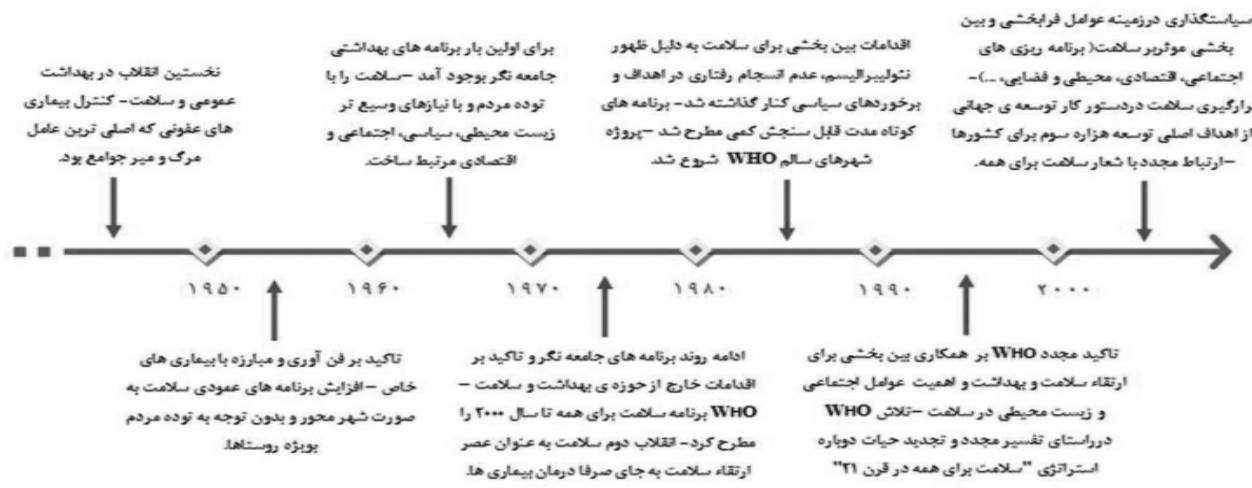 نخستین انقلاب در بهداشت
عمومی و سلامت- کنترل بیماری
های عفونی که اصلی ترین عامل
مرگ و میر جوامع بود.
برای اولین بار برنامه های بهداشتی
جامعه نگر بوجود آمد –سلامت را با
توده مردم و با نیازهای وسیع تر
زیست محیطی، سیاسی، اجتماعی و
اقتصادی مرتبط ساخت.
اقدامات بین بخشی برای سلامت به دلیل ظهور
نئولیبرالیسم، عدم انسجام رفتاری در اهداف و
برخوردهای سیاسی کنار گذاشته شد- برنامه های
کوتاه مدت قابل سنجش کمی مطرح شد –پروژه
شهرهای سالم WHO شروع شد.
سیاستگذاری درزمینه عوامل فرابخشی و بین
بخشی موثربر سلامت( برنامه ریزی های
اجتماعی، اقتصادی، محیطی و فضایی، ...)-
رارگیری سلامت دردستور کار توسعه ی جهانی
از اهداف اصلی توسعه هزاره سوم برای کشورها
–ارتباط مجدد با شعار سلامت برای همه.
۱۹۵۰
۱۹۶۰
۱۹۷۰
۱۹۸۰
۱۹۹۰
۲۰۰۰
تاکید بر فن آوری و مبارزه با بیماری های
خاص –افزایش برنامه های عمودی سلامت به
صورت شهر محور و بدون توجه به توده مردم
بویژه روستاها.
ادامه روند برنامه های جامعه نگر و تاکید بر
اقدامات خارج از حوزه ی بهداشت و سلامت –
WHO برنامه سلامت برای همه تا سال ۲۰۰۰ را
مطرح کرد- انقلاب دوم سلامت به عنوان عصر
ارتقاء سلامت به جای صرفا درمان بیماری ها.
تاکید مجدد WHO بر همکاری بین بخشی برای
ارتقاء سلامت و بهداشت و اهمیت عوامل اجتماعی
و زیست محیطی در سلامت –تلاش WHO
درراستای تفسیر مجدد و تجدید حیات دوباره
استراتژی "سلامت برای همه در قرن ۲۱"